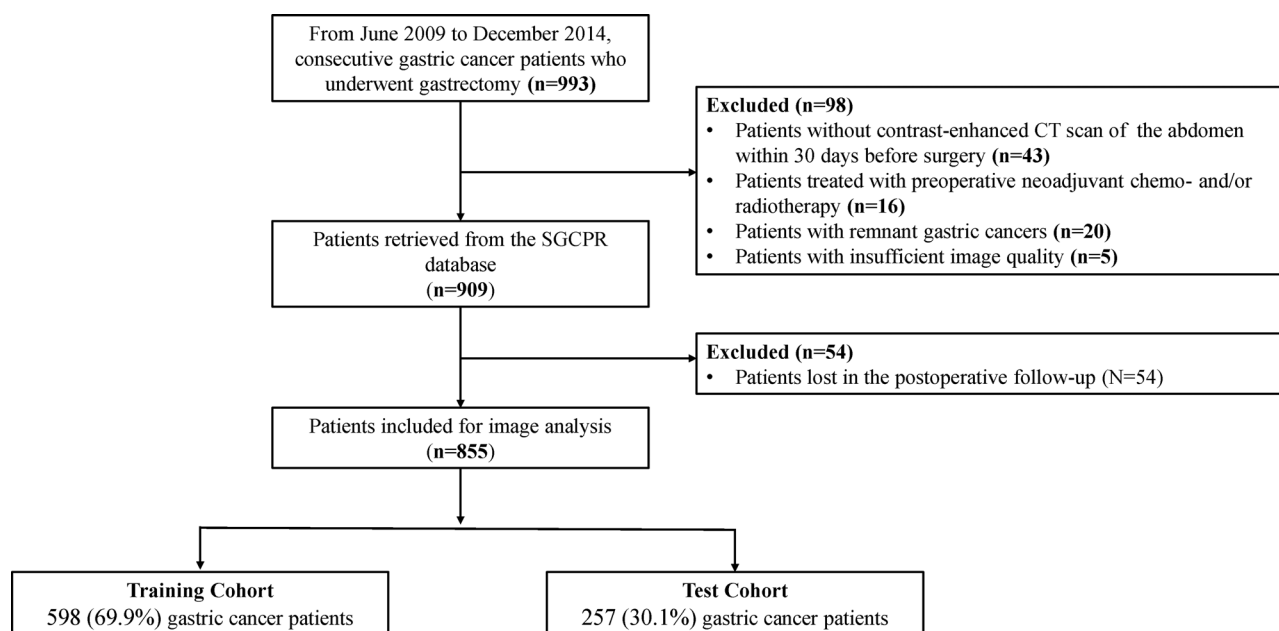 From June 2009 to December 2014,
consecutive gastric cancer patients who
underwent gastrectomy (n=993)
Excluded (n=98)
• Patients without contrast-enhanced CT scan of the abdomen
within 30 days before surgery (n=43)
• Patients treated with preoperative neoadjuvant chemo- and/or
radiotherapy (n=16)
• Patients with remnant gastric cancers (n=20)
• Patients with insufficient image quality (n=5)
Patients retrieved from the SGCPR
database
(n=909)
Excluded (n=54)
• Patients lost in the postoperative follow-up (N=54)
Patients included for image analysis
(n=855)
Training Cohort
598 (69.9%) gastric cancer patients
Test Cohort
257 (30.1%) gastric cancer patients